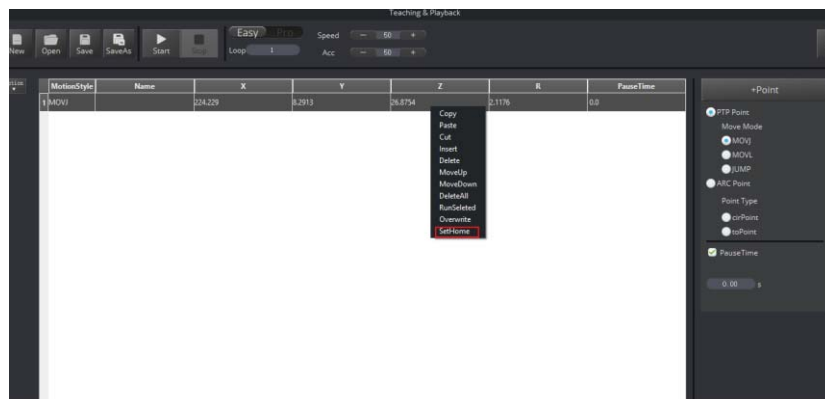 Teaching & Playback
New Open Save SaveAs Start Stop Easy Pro Speed 50 +
Loop 1 Acc 50 +
MotionStyle Name X Y Z R PauseTime +Point
1 MOVJ 224.229 8.2913 26.8754 2.1176 0.0
Copy
Paste
Cut
Insert
Delete
MoveUp
MoveDown
DeleteAll
RunSeleted
Overwrite
SetHome
PTP Point
Move Mode
MOVJ
MOVL
JUMP
ARC Point
Point Type
cirPoint
toPoint
PauseTime
0.00 s